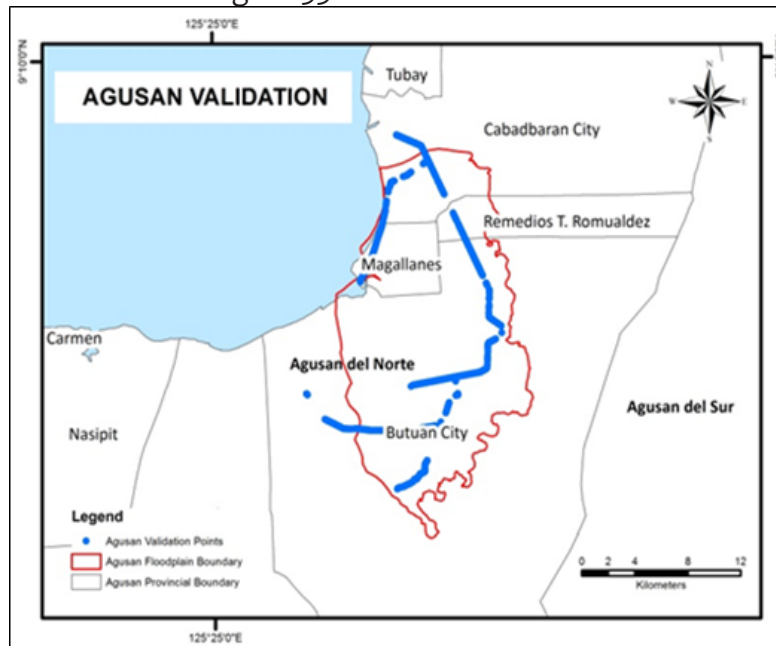 125°25'0"E
9°10'0"N
AGUSAN VALIDATION
Tubay
N
W
E
S
Cabadbaran City
Remedios T. Romualdez
Magallanes
Carmen
Agusan del Norte
Agusan del Sur
Nasipit
Butuan City
Legend
Agusan Validation Points
Agusan Floodplain Boundary
Agusan Provincial Boundary
0 2 4 8 12
Kilometers
125°25'0"E